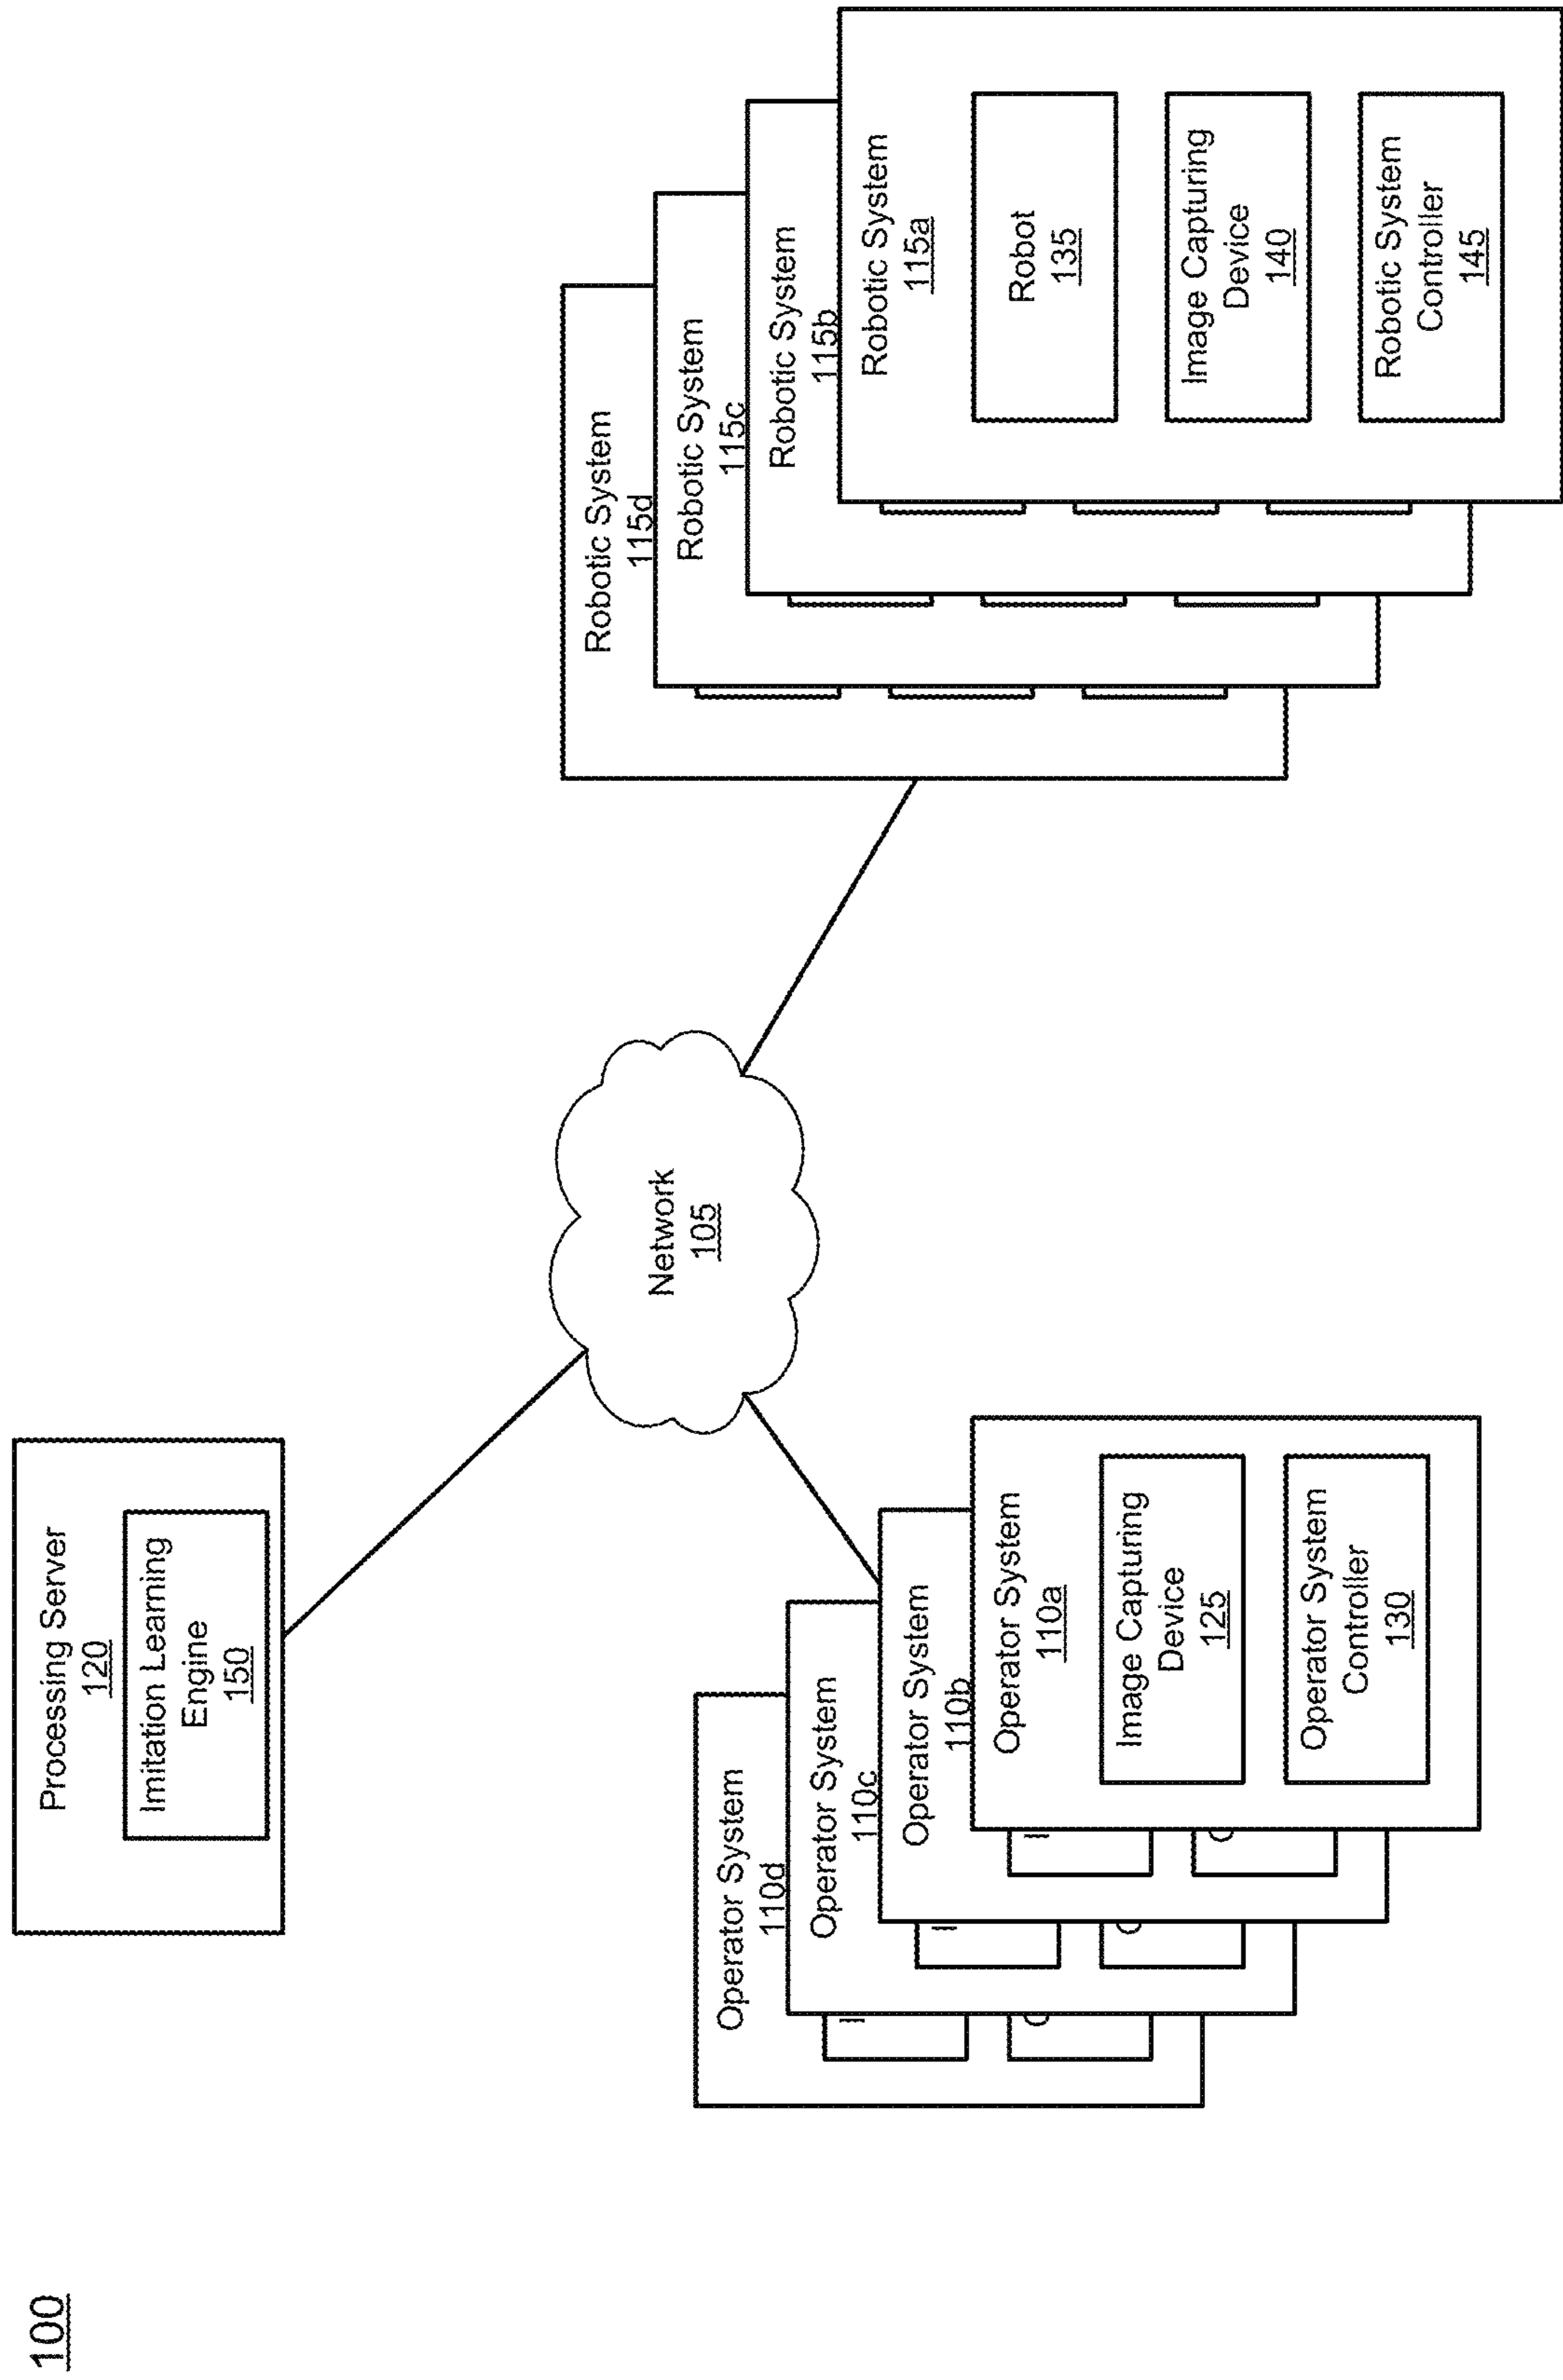 100
Processing Server
120
Imitation Learning
Engine
150
Network
105
Operator System
110d
Operator System
110c
Operator System
110b
Operator System
110a
Image Capturing
Device
125
Operator System
Controller
130
I
O
I
O
I
O
Robotic System
115d
Robotic System
115c
Robotic System
115b
Robotic System
115a
Robot
135
Image Capturing
Device
140
Robotic System
Controller
145